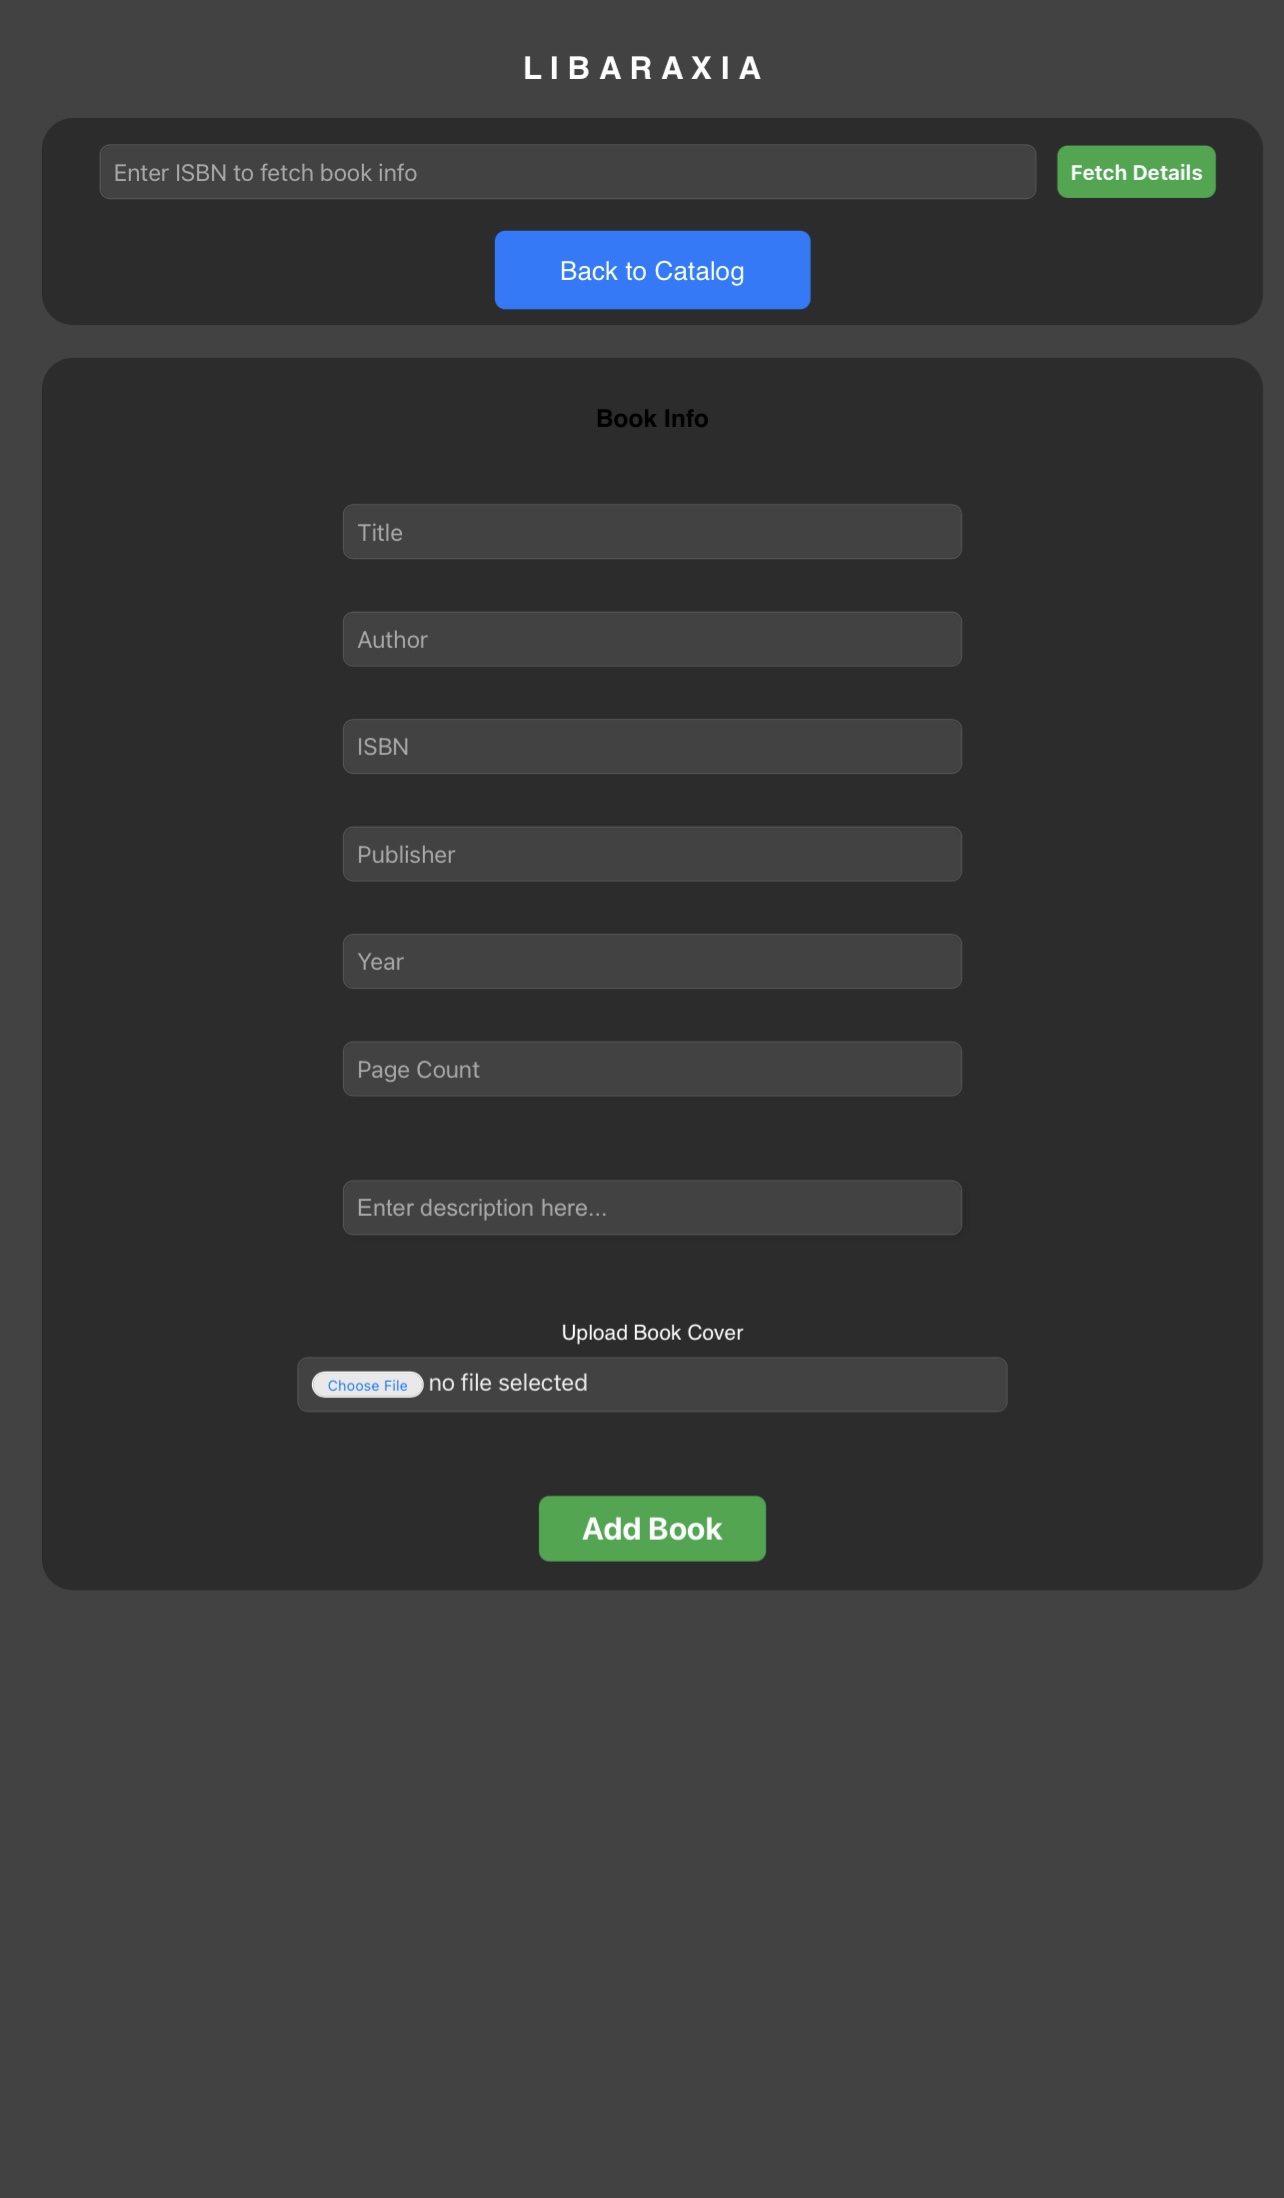 LIBARAXIA
Enter ISBN to fetch book info
Fetch Details
Back to Catalog
Book Info
Title
Author
ISBN
Publisher
Year
Page Count
Enter description here...
Upload Book Cover
Choose File no file selected
Add Book